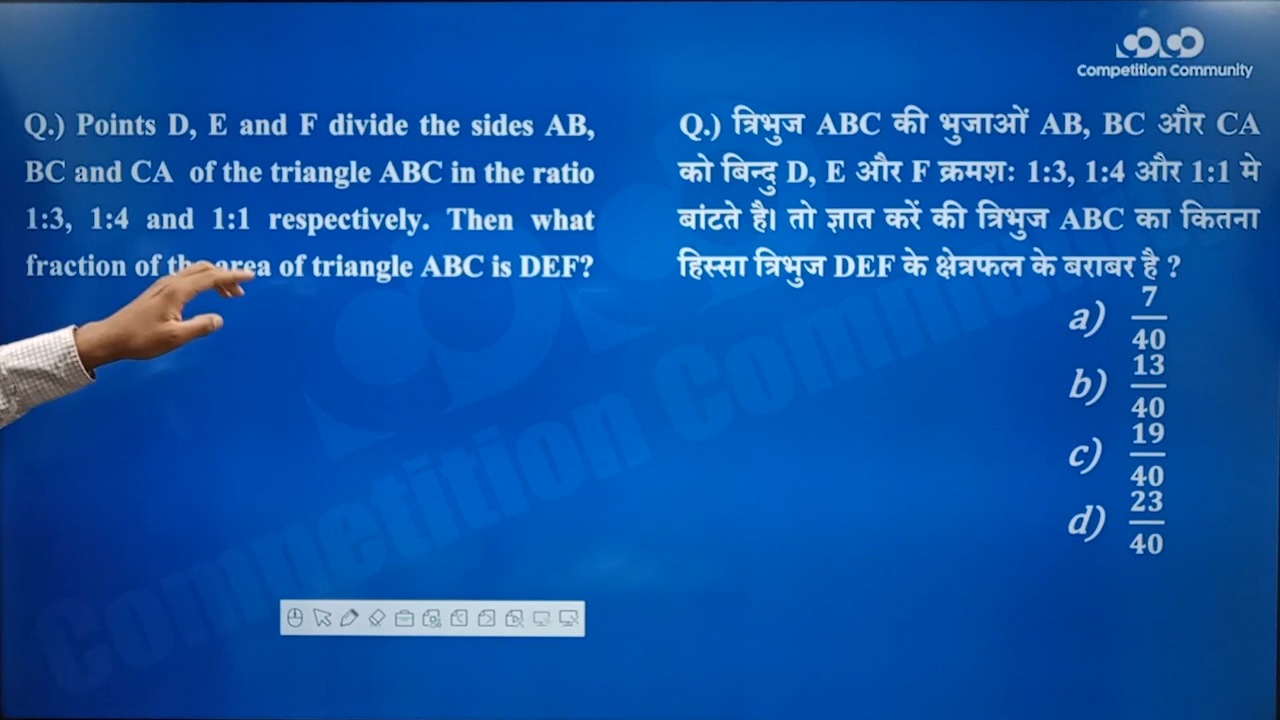 Competition Community
Q.) Points D, E and F divide the sides AB,
BC and CA of the triangle ABC in the ratio
1:3, 1:4 and 1:1 respectively. Then what
fraction of the area of triangle ABC is DEF?
Q.) त्रिभुज ABC की भुजाओं AB, BC और CA
को बिन्दु D, E और F क्रमश: 1:3, 1:4 और 1:1 मे
बांटते है। तो ज्ञात करें की त्रिभुज ABC का कितना
हिस्सा त्रिभुज DEF के क्षेत्रफल के बराबर है ?
a) 7/40
b) 13/40
c) 19/40
d) 23/40
Competition Community